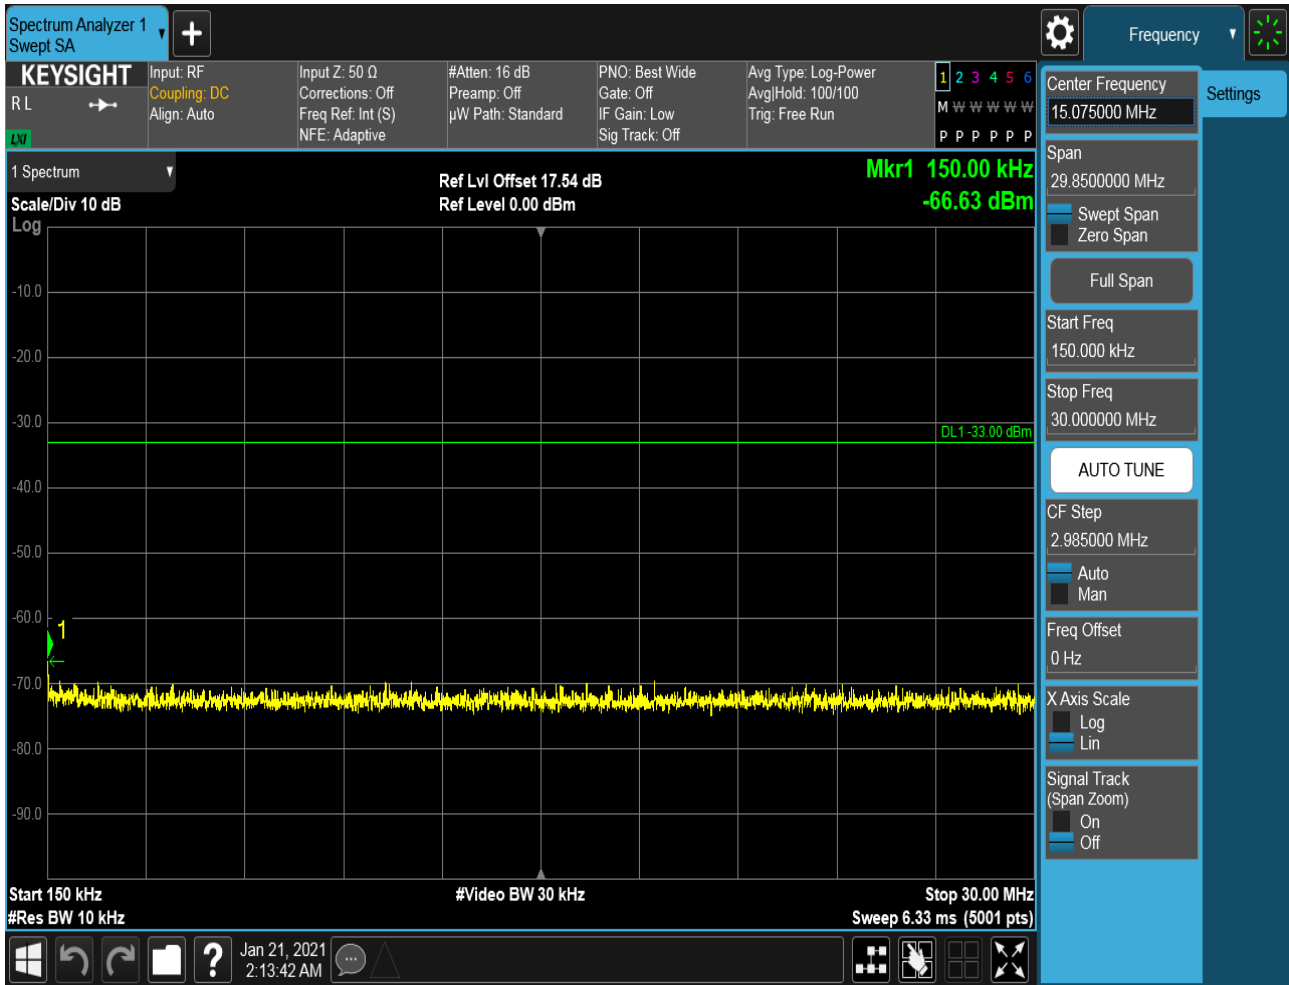 Spectrum Analyzer 1
Swept SA
Frequency
KEYSIGHT
R L
LXI
Input: RF
Coupling: DC
Align: Auto
Input Z: 50 Ω
Corrections: Off
Freq Ref: Int (S)
NFE: Adaptive
#Atten: 16 dB
Preamp: Off
µW Path: Standard
PNO: Best Wide
Gate: Off
IF Gain: Low
Sig Track: Off
Avg Type: Log-Power
Avg|Hold: 100/100
Trig: Free Run
1 2 3 4 5 6
M W W W W W
P P P P P P
1 Spectrum
Scale/Div 10 dB
Log
Ref Lvl Offset 17.54 dB
Ref Level 0.00 dBm
Mkr1 150.00 kHz
-66.63 dBm
-10.0
-20.0
-30.0
DL1 -33.00 dBm
-40.0
-50.0
-60.0
1
-70.0
-80.0
-90.0
Start 150 kHz
#Video BW 30 kHz
Stop 30.00 MHz
#Res BW 10 kHz
Sweep 6.33 ms (5001 pts)
Center Frequency
15.075000 MHz
Settings
Span
29.8500000 MHz
Swept Span
Zero Span
Full Span
Start Freq
150.000 kHz
Stop Freq
30.000000 MHz
AUTO TUNE
CF Step
2.985000 MHz
Auto
Man
Freq Offset
0 Hz
X Axis Scale
Log
Lin
Signal Track
(Span Zoom)
On
Off
?
Jan 21, 2021
2:13:42 AM